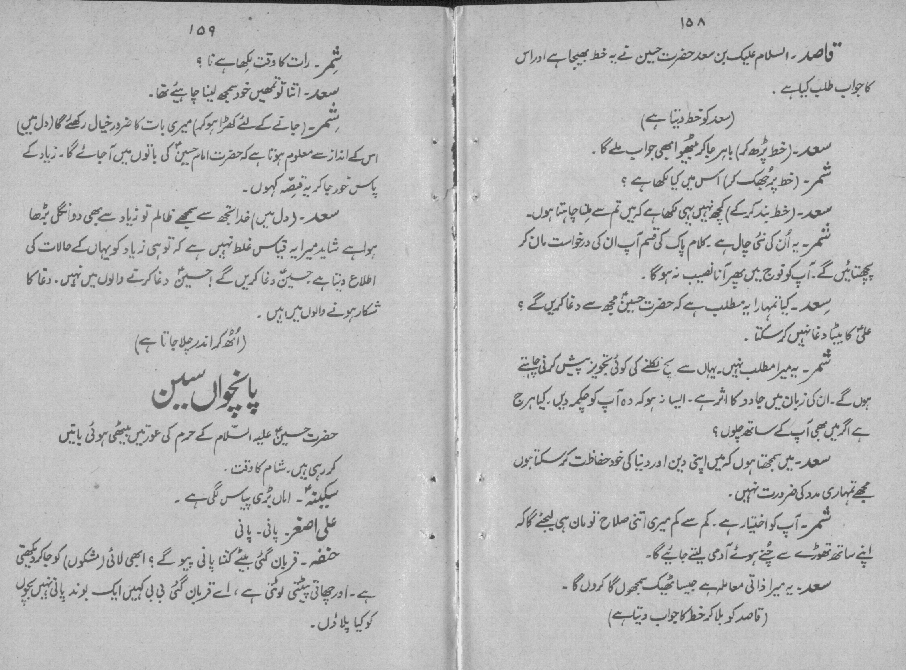 ۱۵۸
قاصد۔ السلام علیک بن سعد حضرت حسین نے یہ خط بھیجا ہے اور اس
کا جواب طلب کیا ہے۔
(سعد کو خط دیتا ہے)
سعد۔ (خط پڑھ کر) باہر جا کر بیٹھو ابھی جواب ملے گا۔
شمر۔ (خط پر جھک کر) اس میں کیا لکھا ہے؟
سعد۔ (خط بند کر کے) کچھ نہیں یہی لکھا ہے کہ میں تم سے ملنا چاہتا ہوں۔
شمر۔ یہ اُن کی نئی چال ہے۔ کلام پاک کی قسم آپ ان کی درخواست مان کر
پچھتائیں گے۔ آپ کو فوج میں پھر آنا نصیب نہ ہو گا۔
سعد۔ کیا تمہارا یہ مطلب ہے کہ حضرت حسینؑ مجھ سے دغا کریں گے؟
علیؑ کا بیٹا دغا نہیں کر سکتا۔
شمر۔ یہ میرا مطلب نہیں۔ یہاں سے بچ نکلنے کی کوئی تجویز پیش کرنی چاہتے
ہوں گے۔ ان کی زبان میں جادو کا اثر ہے۔ ایسا نہ ہو کہ وہ آپ کو چکمہ دیں۔ کیا ہرج
ہے اگر میں بھی آپ کے ساتھ چلوں؟
سعد۔ میں سمجھتا ہوں کہ میں اپنی دین اور دنیا کی خود حفاظت کر سکتا ہوں
مجھے تمہاری مدد کی ضرورت نہیں۔
شمر۔ آپ کو اختیار ہے۔ کم سے کم میری اتنی صلاح تو مان ہی لیجئے گا کہ
اپنے ساتھ تھوڑے سے چُنے ہوئے آدمی لیتے جائیے گا۔
سعد۔ یہ میرا ذاتی معاملہ ہے جیسا ٹھیک سمجھوں گا کروں گا۔
(قاصد کو بلا کر خط کا جواب دیتا ہے)
۱۵۹
شمر۔ رات کا وقت لکھا ہے نا؟
سعد۔ اتنا تو تمھیں خود سمجھ لینا چاہیئے تھا۔
شمر۔ (جانے کے لئے کھڑا ہو کر) میری بات کا ضرور خیال رکھئے گا (دل میں)
اس کے انداز سے معلوم ہوتا ہے کہ حضرت امام حسینؑ کی باتوں میں آ جائے گا۔ زیاد کے
پاس خود جا کر یہ قصّہ کہوں۔
سعد۔ (دل میں) خدا تجھ سے سمجھے ظالم تو زیاد سے بھی دو انگل بڑھا
ہوا ہے شاید میرا یہ قیاس غلط نہیں ہے کہ تو ہی زیاد کو یہاں کے حالات کی
اطلاع دیتا ہے حسینؑ دغا کریں گے! حسینؑ دغا کرنے والوں میں نہیں۔ دغا کا
شکار ہونے والوں میں ہیں۔
(اُٹھ کر اندر چلا جاتا ہے)
پانچواں سین
حضرت حسینؑ علیہ السّلام کے حرم کی عورتیں بیٹھی ہوئی باتیں
کر رہی ہیں۔ شام کا وقت۔
سکینہؑ۔ اماں بڑی پیاس لگی ہے۔
علی اصغر۔ پانی۔ پانی
حنفہ۔ قربان گئی بیٹے کتنا پانی پیو گے؟ ابھی لائی (مشکوں) کو جا کر دیکھتی
ہے۔ اور چھاتی پیٹتی لوٹتی ہے، اے قربان گئی بی بی کہیں ایک بوند پانی نہیں بچوں
کو کیا پلاؤں۔